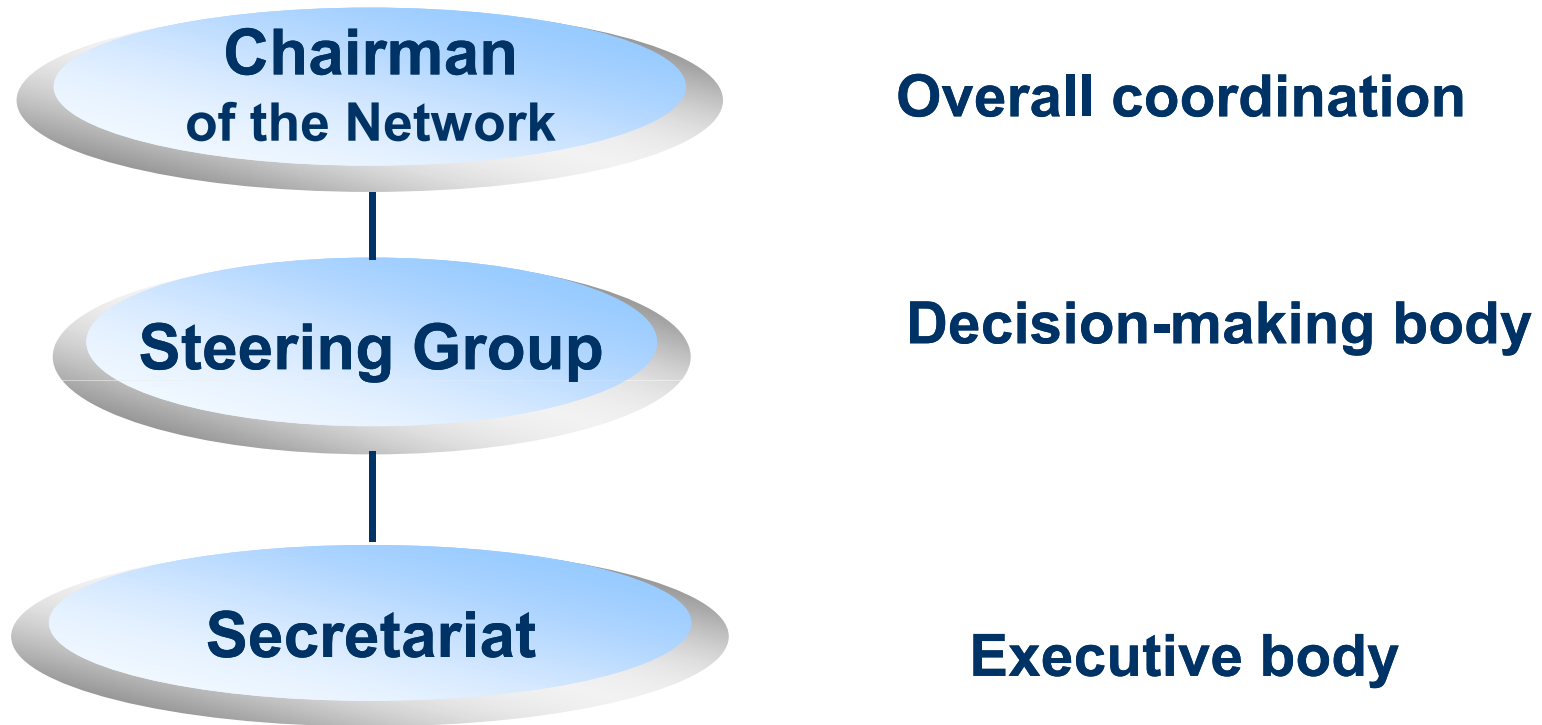 Chairman
of the Network
Overall coordination
Steering Group
Decision-making body
Secretariat
Executive body